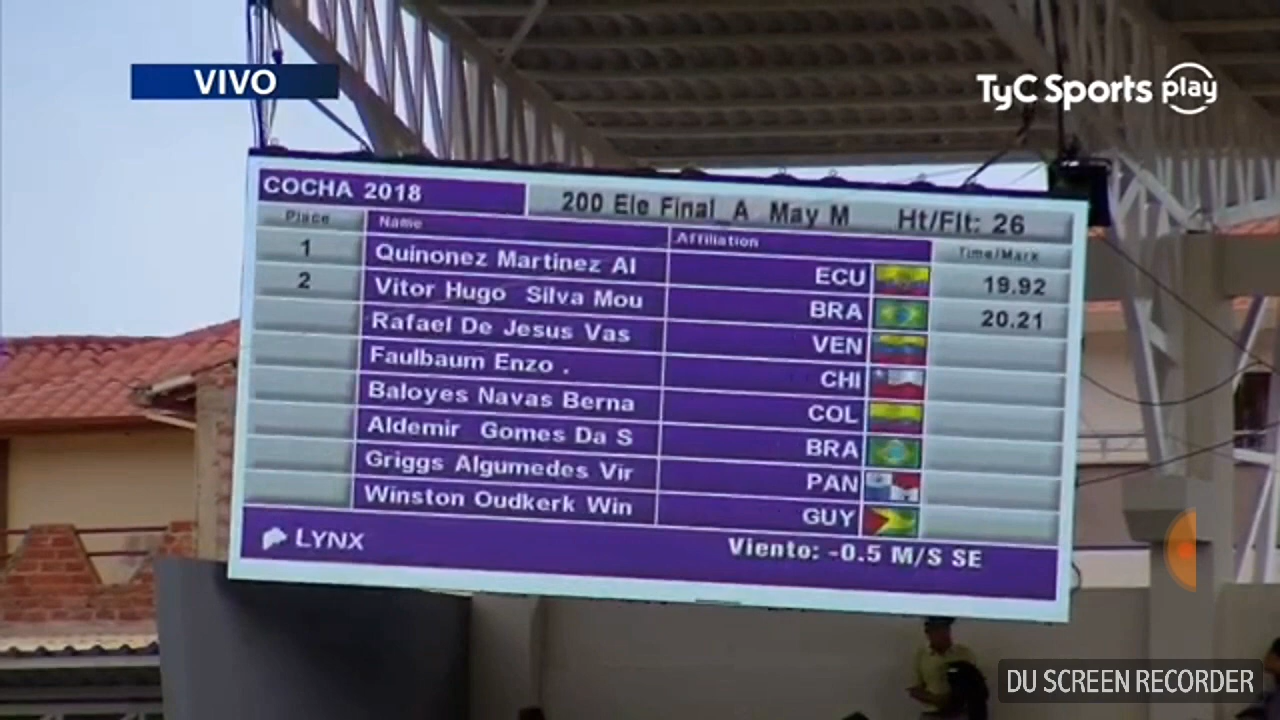 VIVO
TyC Sports play
COCHA 2018 200 Ele Final_A May M Ht/Flt: 26
Place Name Affiliation Time/Mark
1 Quinonez Martinez Al ECU 19.92
2 Vitor Hugo Silva Mou BRA 20.21
Rafael De Jesus Vas VEN
Faulbaum Enzo . CHI
Baloyes Navas Berna COL
Aldemir Gomes Da S BRA
Griggs Algumedes Vir PAN
Winston Oudkerk Win GUY
LYNX Viento: -0.5 M/S SE
DU SCREEN RECORDER